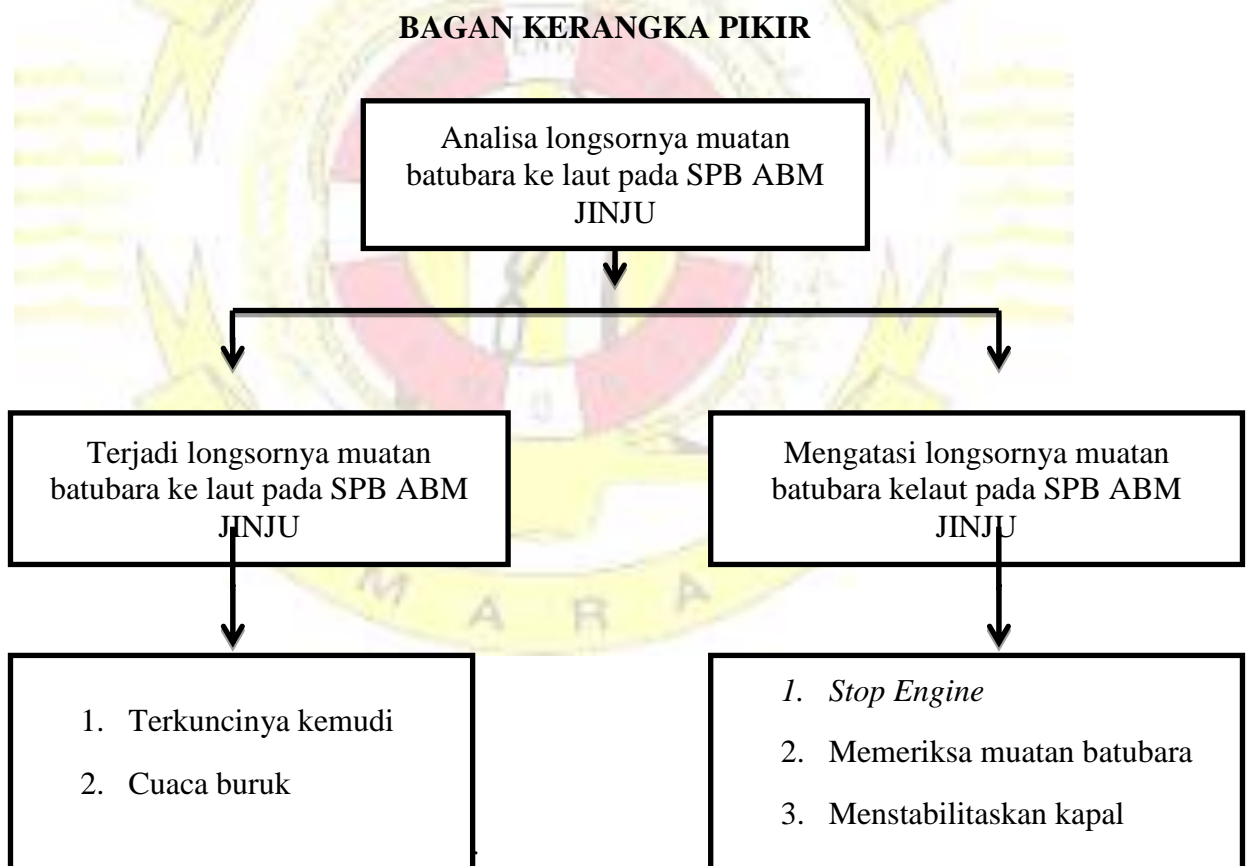 BAGAN KERANGKA PIKIR
Analisa longsornya muatan
batubara ke laut pada SPB ABM
JINJU
Terjadi longsornya muatan
batubara ke laut pada SPB ABM
JINJU
Mengatasi longsornya muatan
batubara kelaut pada SPB ABM
JINJU
M A R A
1. Terkuncinya kemudi
2. Cuaca buruk
1. Stop Engine
2. Memeriksa muatan batubara
3. Menstabilitaskan kapal